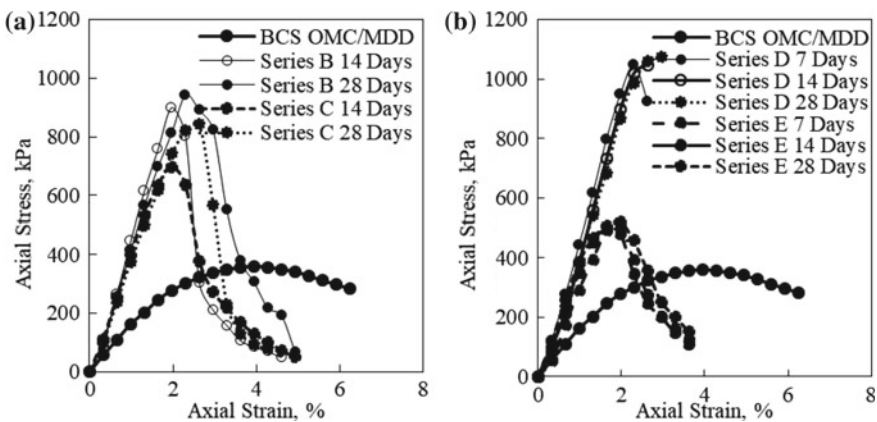 (a)
1200
1000
800
600
400
200
0
0
2
4
6
8
Axial Stress, kPa
Axial Strain, %
BCS OMC/MDD
Series B 14 Days
Series B 28 Days
Series C 14 Days
Series C 28 Days
(b)
1200
1000
800
600
400
200
0
0
2
4
6
8
Axial Stress, kPa
Axial Strain, %
BCS OMC/MDD
Series D 7 Days
Series D 14 Days
Series D 28 Days
Series E 7 Days
Series E 14 Days
Series E 28 Days